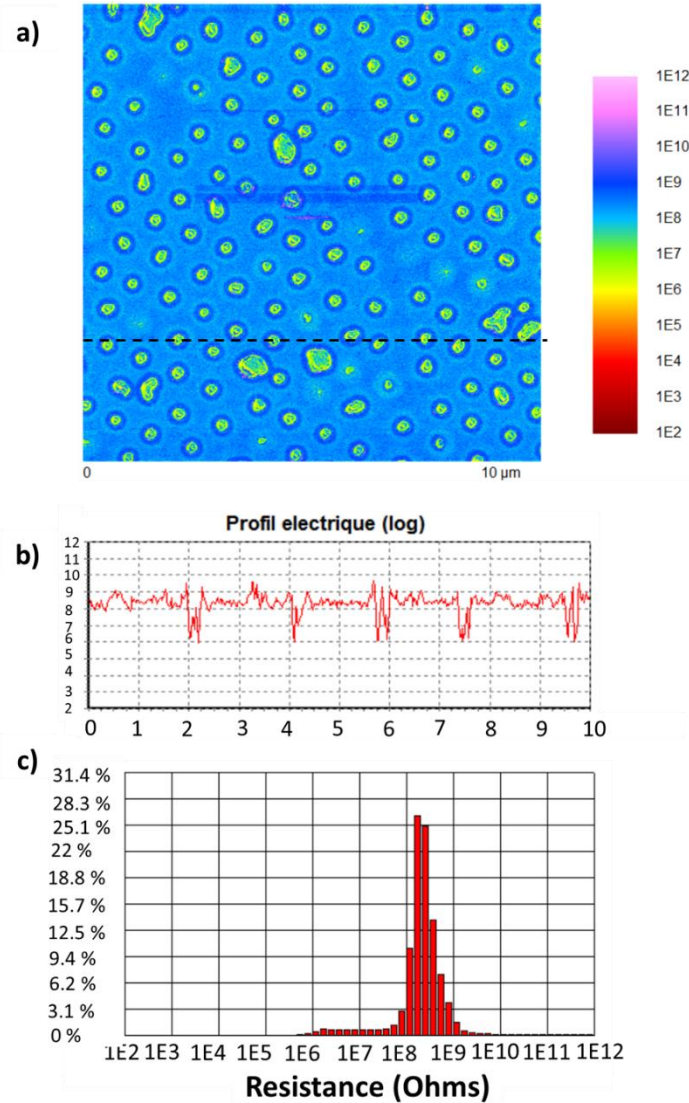 a)
1E12
1E11
1E10
1E9
1E8
1E7
1E6
1E5
1E4
1E3
1E2
0 10 µm
b)
Profil electrique (log)
12
11
10
9
8
7
6
5
4
3
2
0 1 2 3 4 5 6 7 8 9 10
c)
31.4 %
28.3 %
25.1 %
22 %
18.8 %
15.7 %
12.5 %
9.4 %
6.2 %
3.1 %
0 %
1E2 1E3 1E4 1E5 1E6 1E7 1E8 1E9 1E10 1E11 1E12
Resistance (Ohms)